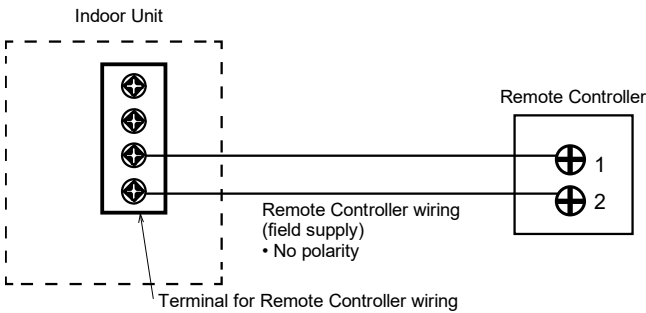 Indoor Unit
Remote Controller
1
2
Remote Controller wiring
(field supply)
• No polarity
Terminal for Remote Controller wiring